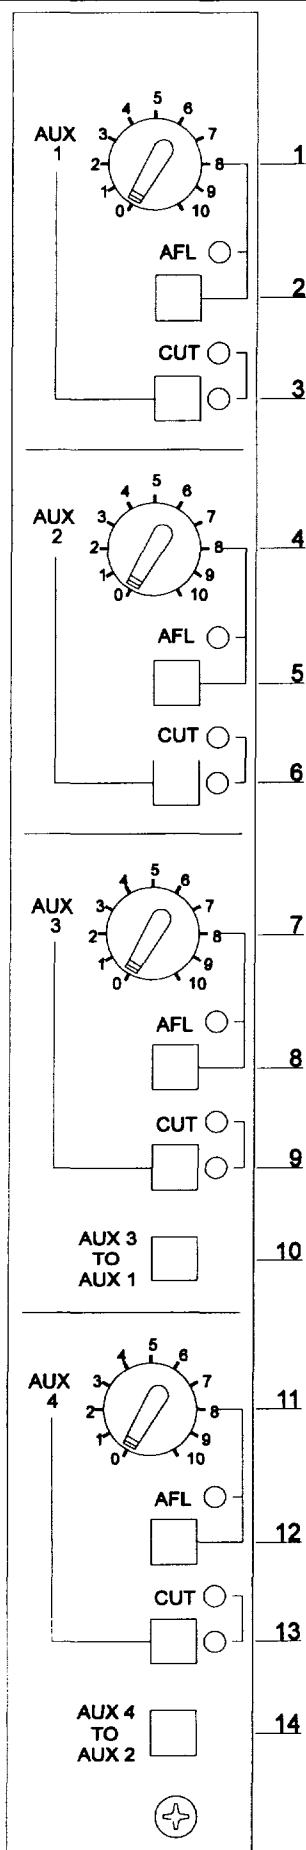 5
4 6
AUX 3 7
1 2 8 1
1 9
0 10
AFL
2
CUT
3
5
4 6
AUX 3 7
2 2 8 4
1 9
0 10
AFL
5
CUT
6
5
4 6
AUX 3 7
3 2 8 7
1 9
0 10
AFL
8
CUT
9
AUX 3
TO 10
AUX 1
5
4 6
AUX 3 7
4 2 8 11
1 9
0 10
AFL
12
CUT
13
AUX 4
TO 14
AUX 2